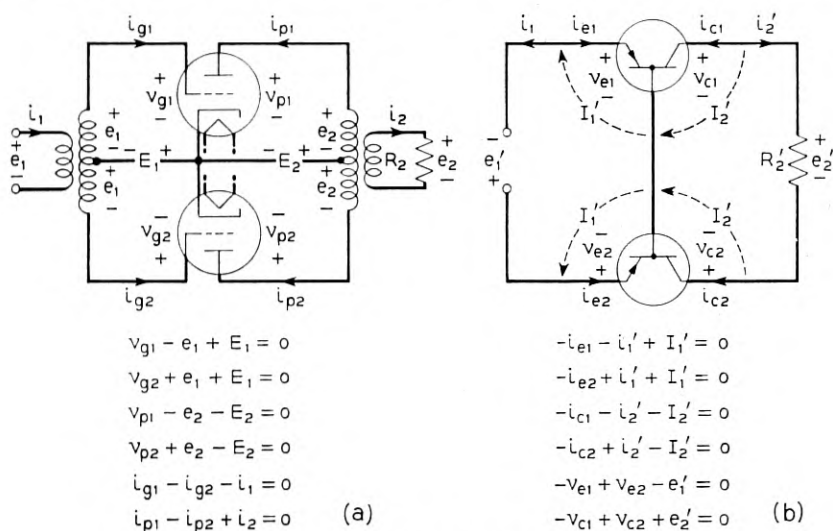 i_g1 i_p1
i_1 i_e1 i_c1 i_2'
+ +
v_g1 v_p1
− −
+ +
v_e1 v_c1
− −
I_1' I_2'
i_1 + e_1 − + e_2 − i_2
+ e_1 − − E_1 + − E_2 + R_2 + e_2 −
+ e_1 − + e_2 −
− e_1' + R_2' + e_2' −
− −
v_g2 v_p2
+ +
I_1' I_2'
− −
v_e2 v_c2
+ +
i_g2 i_p2
i_e2 i_c2
v_g1 − e_1 + E_1 = 0
v_g2 + e_1 + E_1 = 0
v_p1 − e_2 − E_2 = 0
v_p2 + e_2 − E_2 = 0
i_g1 − i_g2 − i_1 = 0
i_p1 − i_p2 + i_2 = 0
(a)
−i_e1 − i_1' + I_1' = 0
−i_e2 + i_1' + I_1' = 0
−i_c1 − i_2' − I_2' = 0
−i_c2 + i_2' − I_2' = 0
−v_e1 + v_e2 − e_1' = 0
−v_c1 + v_c2 + e_2' = 0
(b)